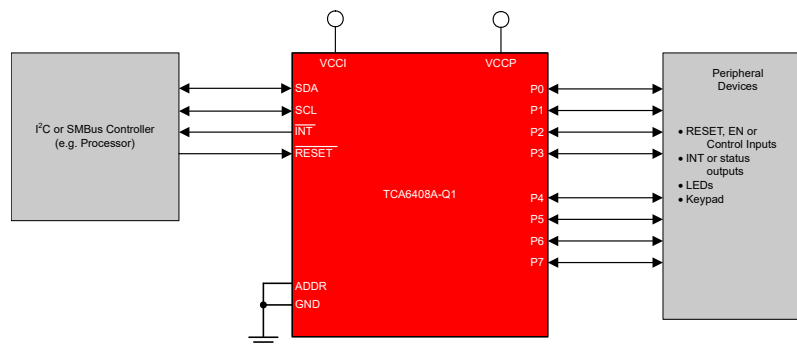 VCCI
VCCP
I²C or SMBus Controller
(e.g. Processor)
SDA
SCL
INT
RESET
TCA6408A-Q1
ADDR
GND
P0
P1
P2
P3
P4
P5
P6
P7
Peripheral
Devices
• RESET, EN or
Control Inputs
• INT or status
outputs
• LEDs
• Keypad